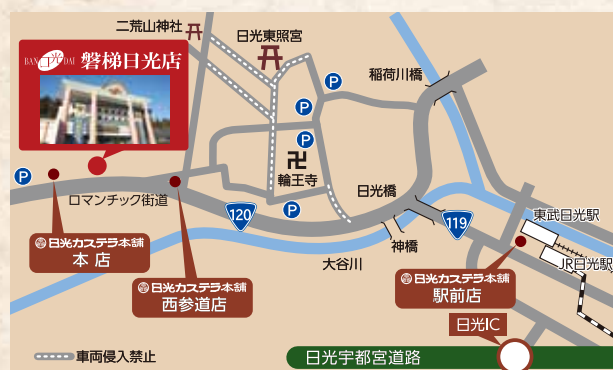 二荒山神社
日光東照宮
BAN 日光 DAI 磐梯日光店
稲荷川橋
P
P
P
P
P
輪王寺
ロマンチック街道
日光橋
120
119
神橋
大谷川
東武日光駅
JR日光駅
日光カステラ本舗
本店
日光カステラ本舗
西参道店
日光カステラ本舗
駅前店
日光IC
車両侵入禁止
日光宇都宮道路